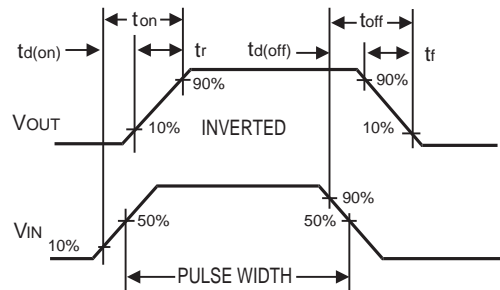 ton
toff
td(on)
tr
td(off)
tf
90%
90%
VOUT
10%
INVERTED
10%
90%
VIN
50%
50%
10%
PULSE WIDTH